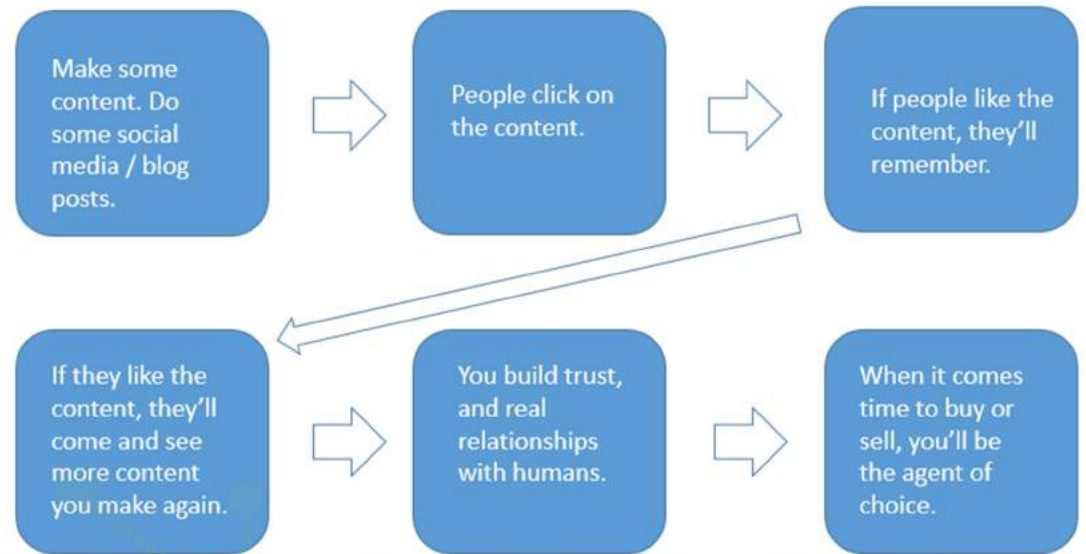 Make some
content. Do
some social
media / blog
posts.
People click on
the content.
If people like the
content, they’ll
remember.
If they like the
content, they’ll
come and see
more content
you make again.
You build trust,
and real
relationships
with humans.
When it comes
time to buy or
sell, you’ll be
the agent of
choice.